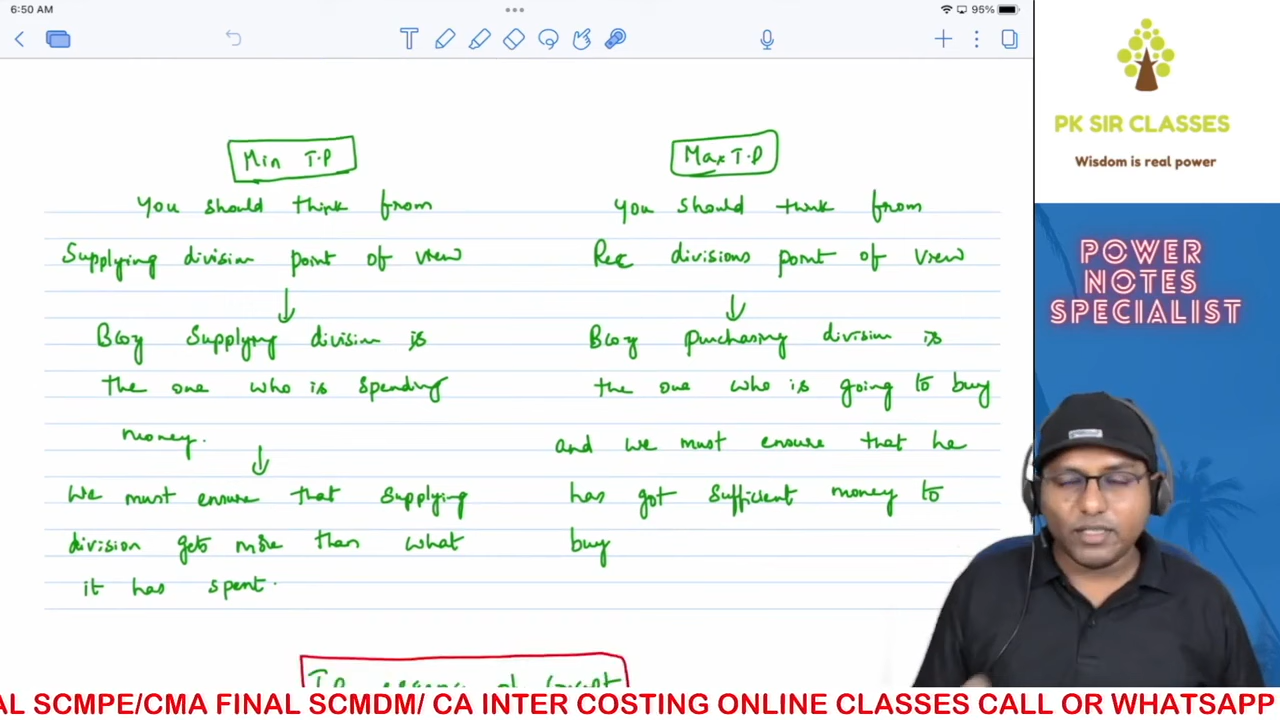 6:50 AM
95%
Min T.P
You should think from
Supplying division point of view
Bcoz Supplying division is
the one who is spending
money.
We must ensure that supplying
division gets more than what
it has spent.
Max T.P
You should think from
Rec divisions point of view
Bcoz purchasing division is
the one who is going to buy
and we must ensure that he
has got sufficient money to
buy
PK SIR CLASSES
Wisdom is real power
POWER
NOTES
SPECIALIST
AL SCMPE/CMA FINAL SCMDM/ CA INTER COSTING ONLINE CLASSES CALL OR WHATSAPP